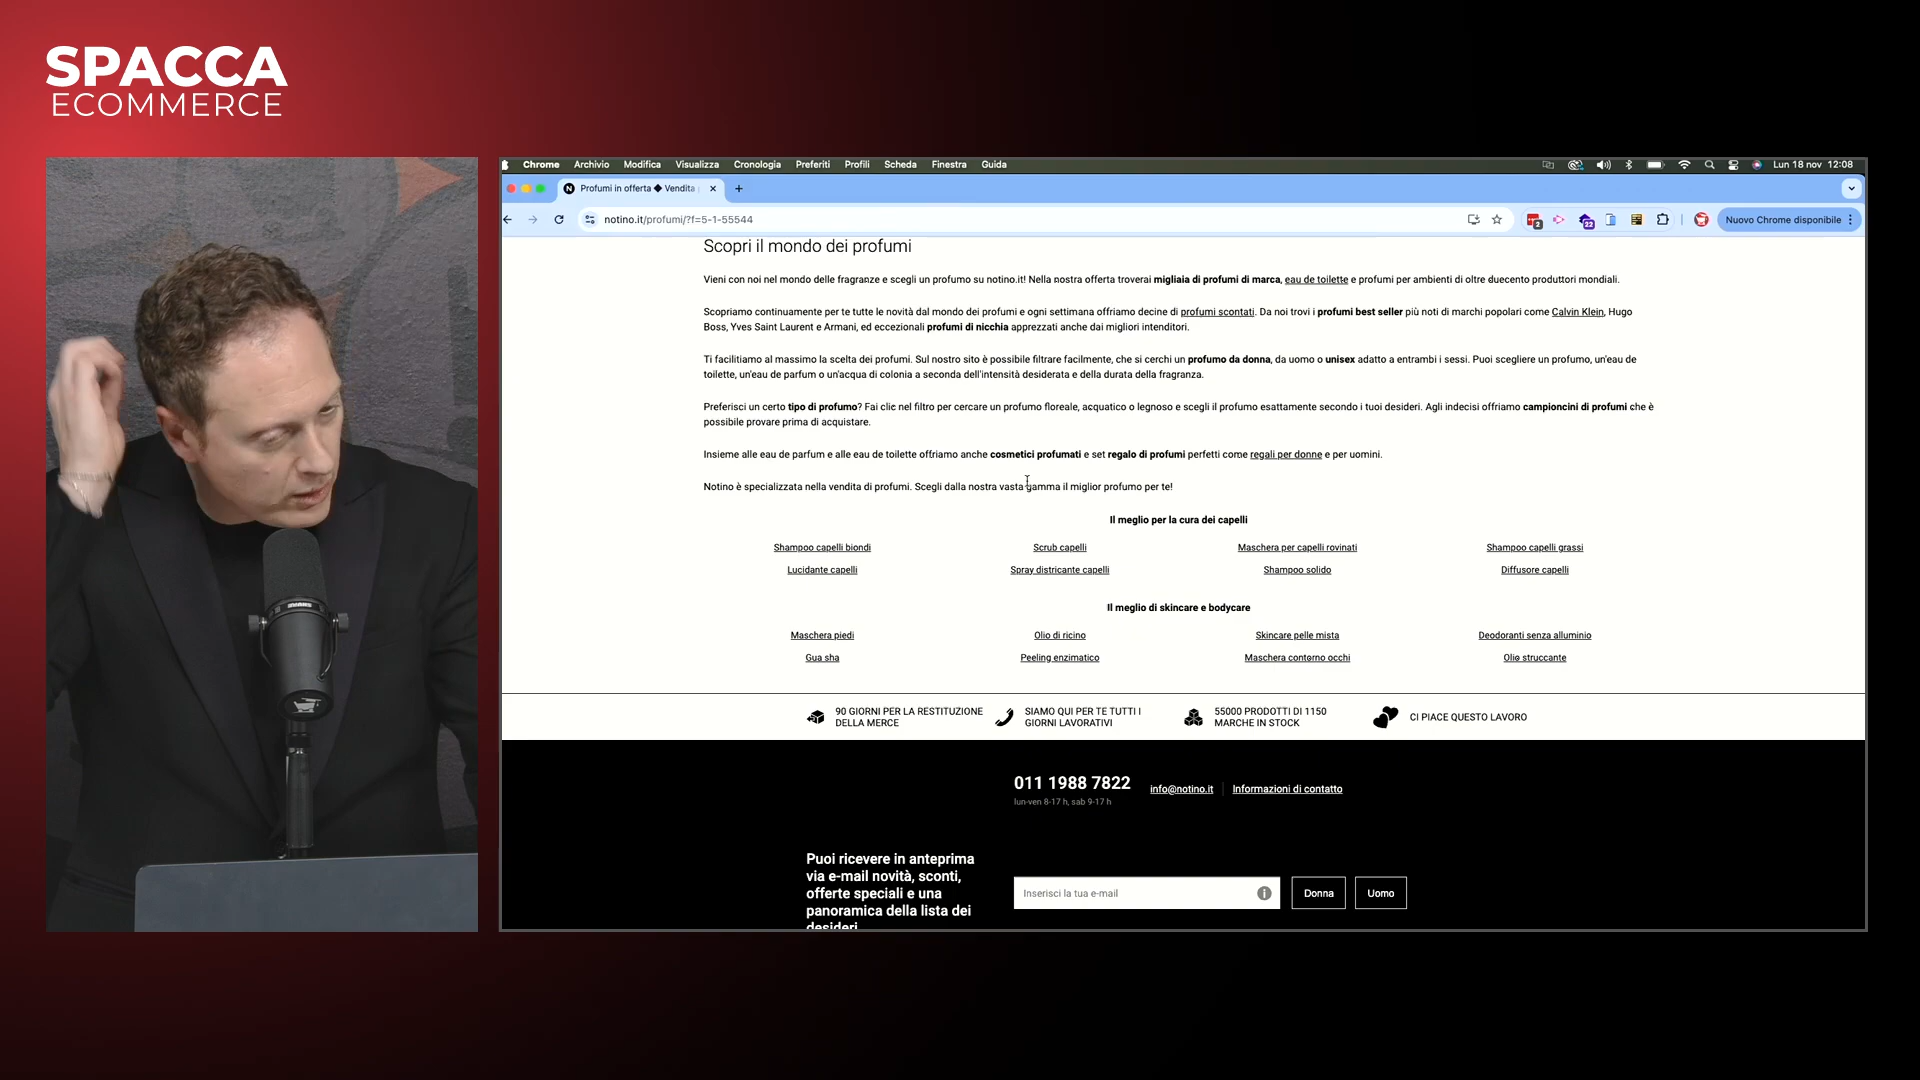 SPACCA
ECOMMERCE
Chrome Archivio Modifica Visualizza Cronologia Preferiti Profili Scheda Finestra Guida Lun 18 nov 12:08
Profumi in offerta ◆ Vendita
notino.it/profumi/?f=5-1-55544 Nuovo Chrome disponibile
Scopri il mondo dei profumi
Vieni con noi nel mondo delle fragranze e scegli un profumo su notino.it! Nella nostra offerta troverai migliaia di profumi di marca, eau de toilette e profumi per ambienti di oltre duecento produttori mondiali.
Scopriamo continuamente per te tutte le novità dal mondo dei profumi e ogni settimana offriamo decine di profumi scontati. Da noi trovi i profumi best seller più noti di marchi popolari come Calvin Klein, Hugo
Boss, Yves Saint Laurent e Armani, ed eccezionali profumi di nicchia apprezzati anche dai migliori intenditori.
Ti facilitiamo al massimo la scelta dei profumi. Sul nostro sito è possibile filtrare facilmente, che si cerchi un profumo da donna, da uomo o unisex adatto a entrambi i sessi. Puoi scegliere un profumo, un'eau de
toilette, un'eau de parfum o un'acqua di colonia a seconda dell'intensità desiderata e della durata della fragranza.
Preferisci un certo tipo di profumo? Fai clic nel filtro per cercare un profumo floreale, acquatico o legnoso e scegli il profumo esattamente secondo i tuoi desideri. Agli indecisi offriamo campioncini di profumi che è
possibile provare prima di acquistare.
Insieme alle eau de parfum e alle eau de toilette offriamo anche cosmetici profumati e set regalo di profumi perfetti come regali per donne e per uomini.
Notino è specializzata nella vendita di profumi. Scegli dalla nostra vasta gamma il miglior profumo per te!
Il meglio per la cura dei capelli
Shampoo capelli biondi Scrub capelli Maschera per capelli rovinati Shampoo capelli grassi
Lucidante capelli Spray districante capelli Shampoo solido Diffusore capelli
Il meglio di skincare e bodycare
Maschera piedi Olio di ricino Skincare pelle mista Deodoranti senza alluminio
Gua sha Peeling enzimatico Maschera contorno occhi Olio struccante
90 GIORNI PER LA RESTITUZIONE
DELLA MERCE
SIAMO QUI PER TE TUTTI I
GIORNI LAVORATIVI
55000 PRODOTTI DI 1150
MARCHE IN STOCK
CI PIACE QUESTO LAVORO
011 1988 7822 info@notino.it Informazioni di contatto
lun-ven 8-17 h, sab 9-17 h
Puoi ricevere in anteprima
via e-mail novità, sconti,
offerte speciali e una
panoramica della lista dei
desideri
Inserisci la tua e-mail Donna Uomo